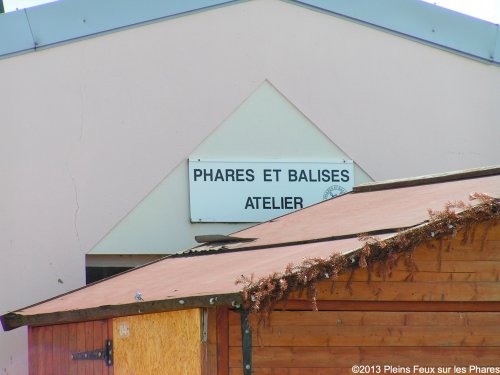 PHARES ET BALISES
ATELIER
©2013 Pleins Feux sur les Phares